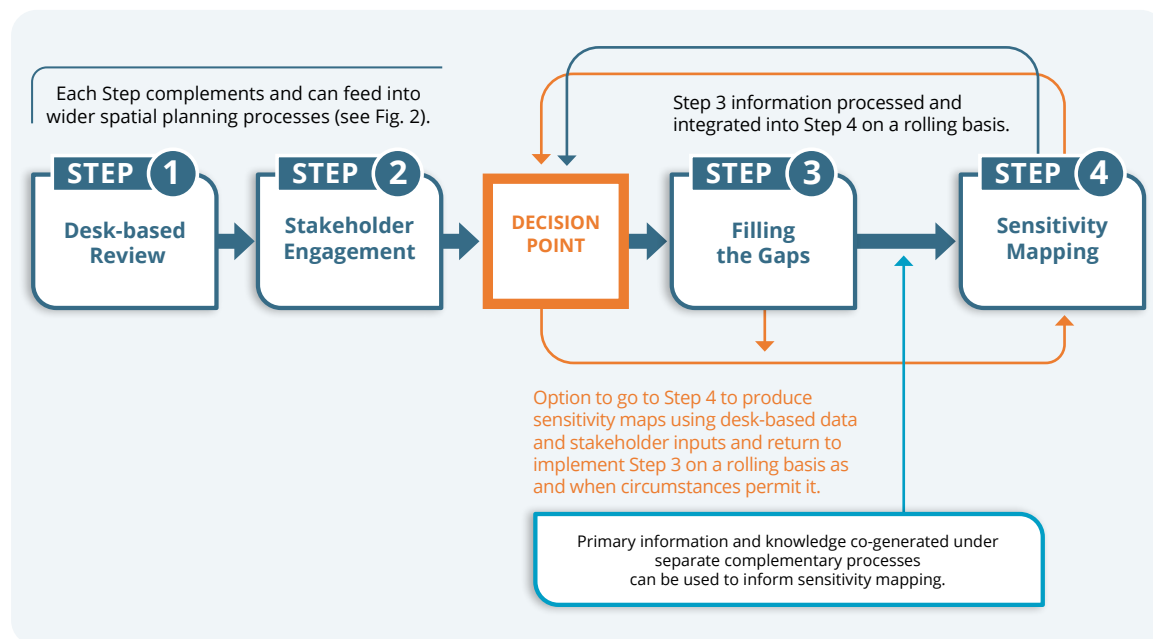 Each Step complements and can feed into
wider spatial planning processes (see Fig. 2).
Step 3 information processed and
integrated into Step 4 on a rolling basis.
STEP 1
Desk-based
Review
STEP 2
Stakeholder
Engagement
DECISION
POINT
STEP 3
Filling
the Gaps
STEP 4
Sensitivity
Mapping
Option to go to Step 4 to produce
sensitivity maps using desk-based data
and stakeholder inputs and return to
implement Step 3 on a rolling basis as
and when circumstances permit it.
Primary information and knowledge co-generated under
separate complementary processes
can be used to inform sensitivity mapping.